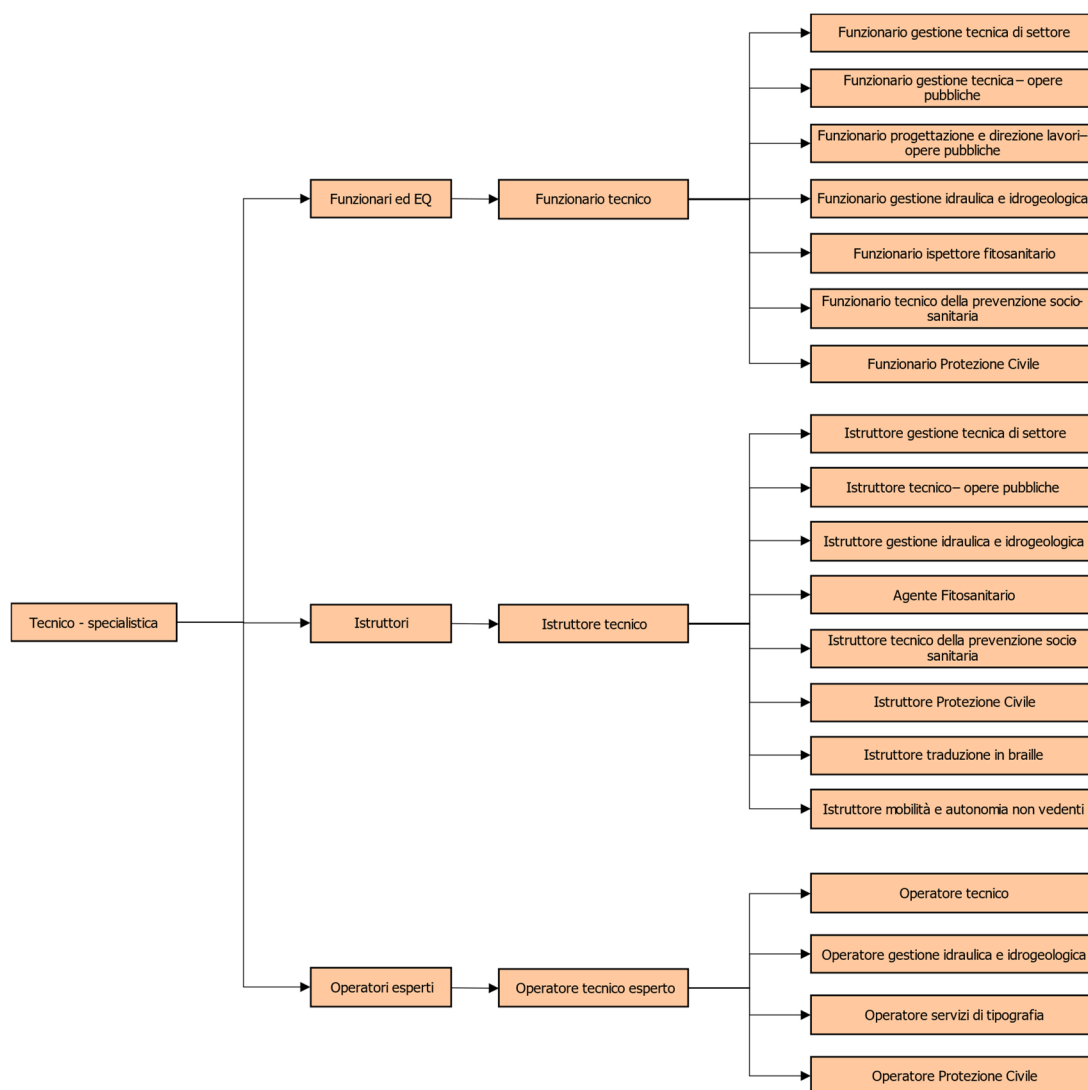 Funzionario gestione tecnica di settore
Funzionario gestione tecnica – opere
pubbliche
Funzionario progettazione e direzione lavori–
opere pubbliche
Funzionari ed EQ
Funzionario tecnico
Funzionario gestione idraulica e idrogeologica
Funzionario ispettore fitosanitario
Funzionario tecnico della prevenzione socio-
sanitaria
Funzionario Protezione Civile
Istruttore gestione tecnica di settore
Istruttore tecnico– opere pubbliche
Istruttore gestione idraulica e idrogeologica
Agente Fitosanitario
Tecnico - specialistica
Istruttori
Istruttore tecnico
Istruttore tecnico della prevenzione socio-
sanitaria
Istruttore Protezione Civile
Istruttore traduzione in braille
Istruttore mobilità e autonomia non vedenti
Operatore tecnico
Operatore gestione idraulica e idrogeologica
Operatori esperti
Operatore tecnico esperto
Operatore servizi di tipografia
Operatore Protezione Civile